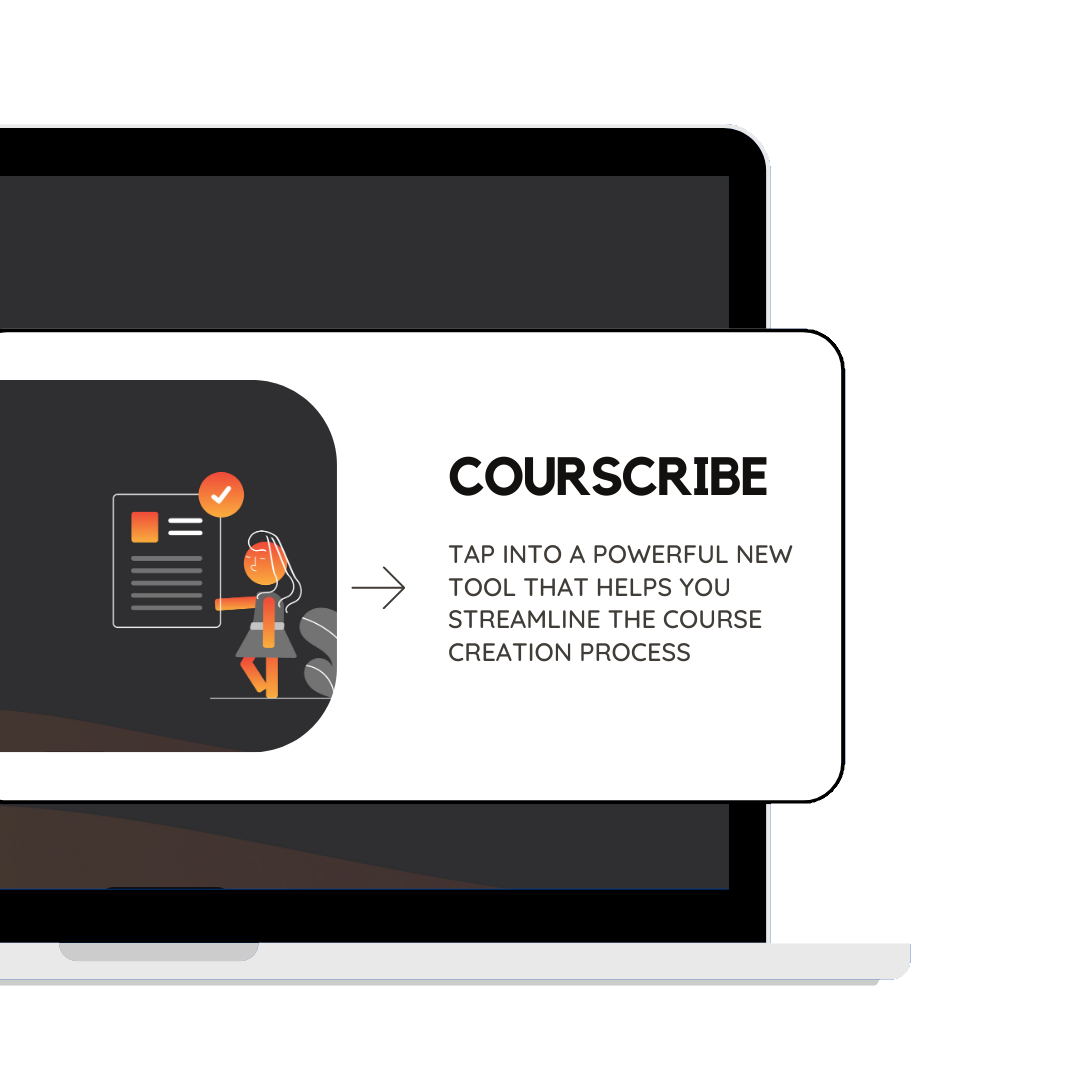 COURSCRIBE
TAP INTO A POWERFUL NEW
TOOL THAT HELPS YOU
STREAMLINE THE COURSE
CREATION PROCESS